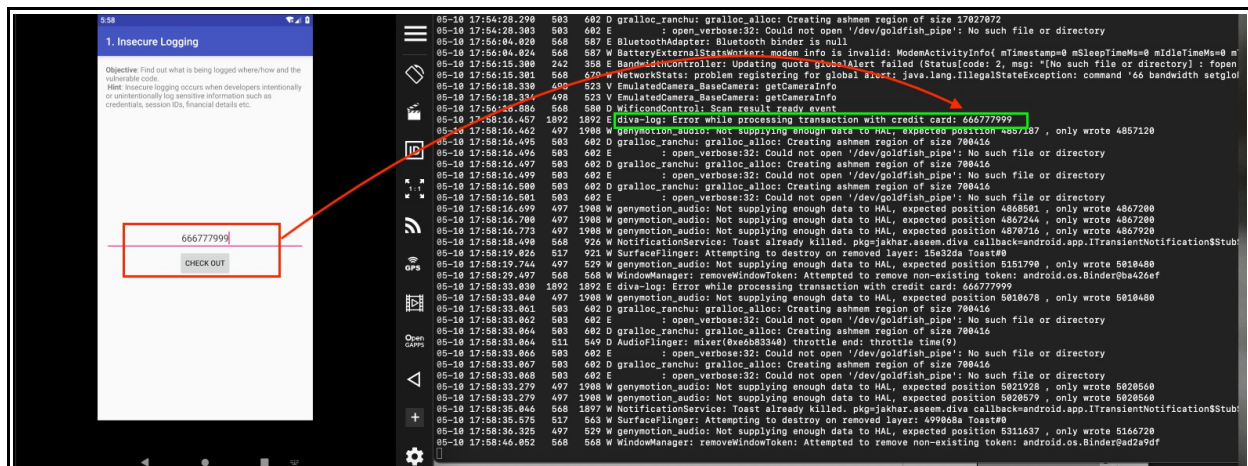 5:58
1. Insecure Logging
Objective: Find out what is being logged where/how and the
vulnerable code.
Hint: Insecure logging occurs when developers intentionally
or unintentionally log sensitive information such as
credentials, session IDs, financial details etc.
666777999
CHECK OUT
ID
1:1
GPS
Open
GAPPS
05-10 17:54:28.290 503 602 D gralloc_ranchu: gralloc_alloc: Creating ashmem region of size 17027072
05-10 17:54:28.303 503 602 E : open_verbose:32: Could not open '/dev/goldfish_pipe': No such file or directory
05-10 17:56:04.020 568 587 E BluetoothAdapter: Bluetooth binder is null
05-10 17:56:04.024 568 587 W BatteryExternalStatsWorker: modem info is invalid: ModemActivityInfo{ mTimestamp=0 mSleepTimeMs=0 mIdleTimeMs=0
05-10 17:56:15.300 242 358 E BandwidthController: Updating quota globalAlert failed (Status[code: 2, msg: "[No such file or directory] : fopen
05-10 17:56:15.301 568 679 W NetworkStats: problem registering for global alert: java.lang.IllegalStateException: command '66 bandwidth setglo
05-10 17:56:18.330 498 523 V EmulatedCamera_BaseCamera: getCameraInfo
05-10 17:56:18.334 498 523 V EmulatedCamera_BaseCamera: getCameraInfo
05-10 17:56:28.886 568 580 D WificondControl: Scan result ready event
05-10 17:58:16.457 1892 1892 E diva-log: Error while processing transaction with credit card: 666777999
05-10 17:58:16.462 497 1908 W genymotion_audio: Not supplying enough data to HAL, expected position 4857187 , only wrote 4857120
05-10 17:58:16.495 503 602 D gralloc_ranchu: gralloc_alloc: Creating ashmem region of size 700416
05-10 17:58:16.496 503 602 E : open_verbose:32: Could not open '/dev/goldfish_pipe': No such file or directory
05-10 17:58:16.497 503 602 D gralloc_ranchu: gralloc_alloc: Creating ashmem region of size 700416
05-10 17:58:16.499 503 602 E : open_verbose:32: Could not open '/dev/goldfish_pipe': No such file or directory
05-10 17:58:16.500 503 602 D gralloc_ranchu: gralloc_alloc: Creating ashmem region of size 700416
05-10 17:58:16.501 503 602 E : open_verbose:32: Could not open '/dev/goldfish_pipe': No such file or directory
05-10 17:58:16.699 497 1908 W genymotion_audio: Not supplying enough data to HAL, expected position 4868501 , only wrote 4867200
05-10 17:58:16.700 497 1908 W genymotion_audio: Not supplying enough data to HAL, expected position 4867244 , only wrote 4867200
05-10 17:58:16.773 497 1908 W genymotion_audio: Not supplying enough data to HAL, expected position 4870716 , only wrote 4867920
05-10 17:58:18.490 568 926 W NotificationService: Toast already killed. pkg=jakhar.aseem.diva callback=android.app.ITransientNotification$Stub
05-10 17:58:19.026 517 921 W SurfaceFlinger: Attempting to destroy on removed layer: 15e32da Toast#0
05-10 17:58:19.744 497 529 W genymotion_audio: Not supplying enough data to HAL, expected position 5151790 , only wrote 5010480
05-10 17:58:29.497 568 568 W WindowManager: removeWindowToken: Attempted to remove non-existing token: android.os.Binder@ba426ef
05-10 17:58:33.030 1892 1892 E diva-log: Error while processing transaction with credit card: 666777999
05-10 17:58:33.040 497 1908 W genymotion_audio: Not supplying enough data to HAL, expected position 5010678 , only wrote 5010480
05-10 17:58:33.061 503 602 D gralloc_ranchu: gralloc_alloc: Creating ashmem region of size 700416
05-10 17:58:33.062 503 602 E : open_verbose:32: Could not open '/dev/goldfish_pipe': No such file or directory
05-10 17:58:33.064 503 602 D gralloc_ranchu: gralloc_alloc: Creating ashmem region of size 700416
05-10 17:58:33.064 511 549 D AudioFlinger: mixer(0xe6b83340) throttle end: throttle time(9)
05-10 17:58:33.066 503 602 E : open_verbose:32: Could not open '/dev/goldfish_pipe': No such file or directory
05-10 17:58:33.067 503 602 D gralloc_ranchu: gralloc_alloc: Creating ashmem region of size 700416
05-10 17:58:33.068 503 602 E : open_verbose:32: Could not open '/dev/goldfish_pipe': No such file or directory
05-10 17:58:33.279 497 1908 W genymotion_audio: Not supplying enough data to HAL, expected position 5021928 , only wrote 5020560
05-10 17:58:33.279 497 1908 W genymotion_audio: Not supplying enough data to HAL, expected position 5020579 , only wrote 5020560
05-10 17:58:35.046 568 1897 W NotificationService: Toast already killed. pkg=jakhar.aseem.diva callback=android.app.ITransientNotification$Stub
05-10 17:58:35.575 517 563 W SurfaceFlinger: Attempting to destroy on removed layer: 499068a Toast#0
05-10 17:58:36.325 497 529 W genymotion_audio: Not supplying enough data to HAL, expected position 5311637 , only wrote 5166720
05-10 17:58:46.052 568 568 W WindowManager: removeWindowToken: Attempted to remove non-existing token: android.os.Binder@ad2a9df